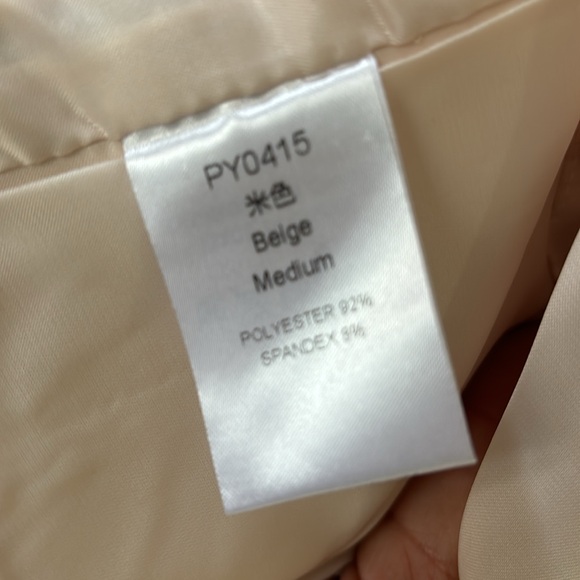 PY0415
米色
Beige
Medium
POLYESTER 92%
SPANDEX 8%